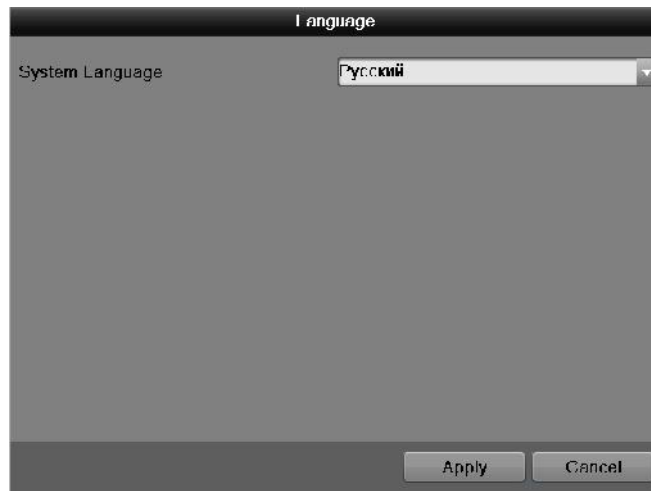 Language
System Language
Русский
Apply
Cancel